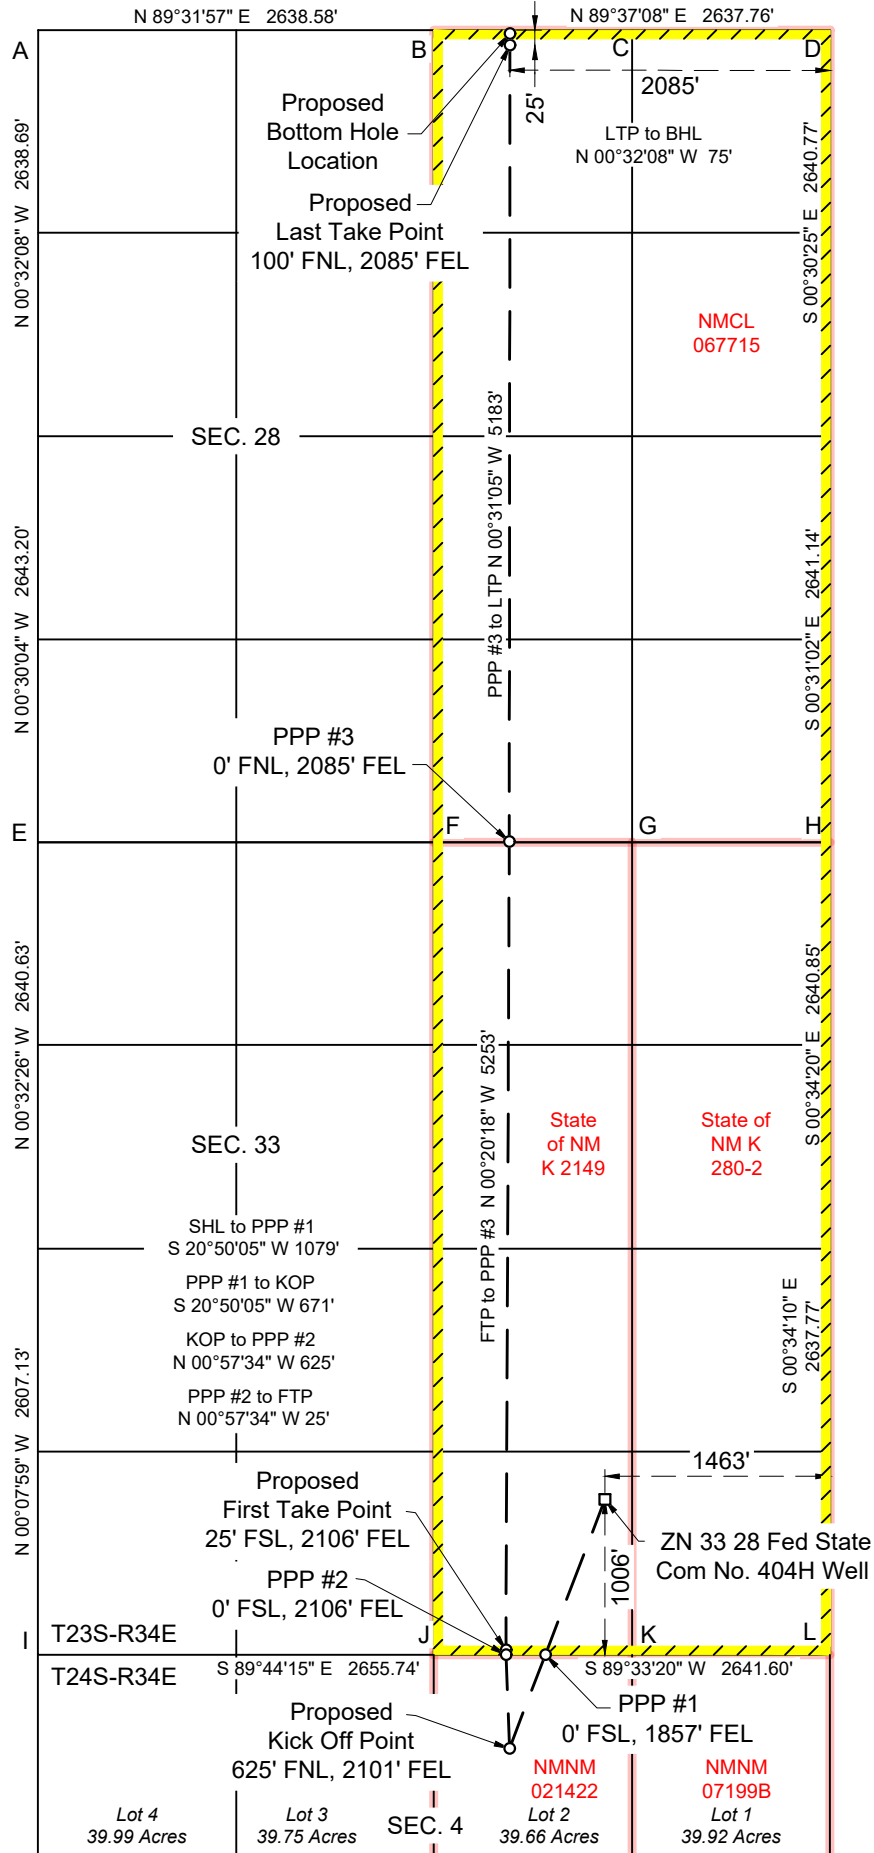 N 89°31'57" E 2638.58'
N 89°37'08" E 2637.76'
A
B
C
D
2085'
25'
Proposed
Bottom Hole
Location
LTP to BHL
N 00°32'08" W 75'
Proposed
Last Take Point
100' FNL, 2085' FEL
N 00°32'08" W 2638.69'
S 00°30'25" E 2640.77'
NMCL
067715
SEC. 28
PPP #3 to LTP N 00°31'05" W 5183'
N 00°30'04" W 2643.20'
S 00°31'02" E 2641.14'
PPP #3
0' FNL, 2085' FEL
E
F
G
H
N 00°32'26" W 2640.63'
S 00°34'20" E 2640.85'
FTP to PPP #3 N 00°20'18" W 5253'
SEC. 33
State
of NM
K 2149
State of
NM K
280-2
SHL to PPP #1
S 20°50'05" W 1079'
PPP #1 to KOP
S 20°50'05" W 671'
KOP to PPP #2
N 00°57'34" W 625'
PPP #2 to FTP
N 00°57'34" W 25'
S 00°34'10" E
2637.77'
N 00°07'59" W 2607.13'
1463'
Proposed
First Take Point
25' FSL, 2106' FEL
1006'
ZN 33 28 Fed State
Com No. 404H Well
PPP #2
0' FSL, 2106' FEL
I
T23S-R34E
J
K
L
T24S-R34E
S 89°44'15" E 2655.74'
S 89°33'20" W 2641.60'
PPP #1
0' FSL, 1857' FEL
Proposed
Kick Off Point
625' FNL, 2101' FEL
NMNM
021422
NMNM
07199B
Lot 4
39.99 Acres
Lot 3
39.75 Acres
SEC. 4
Lot 2
39.66 Acres
Lot 1
39.92 Acres